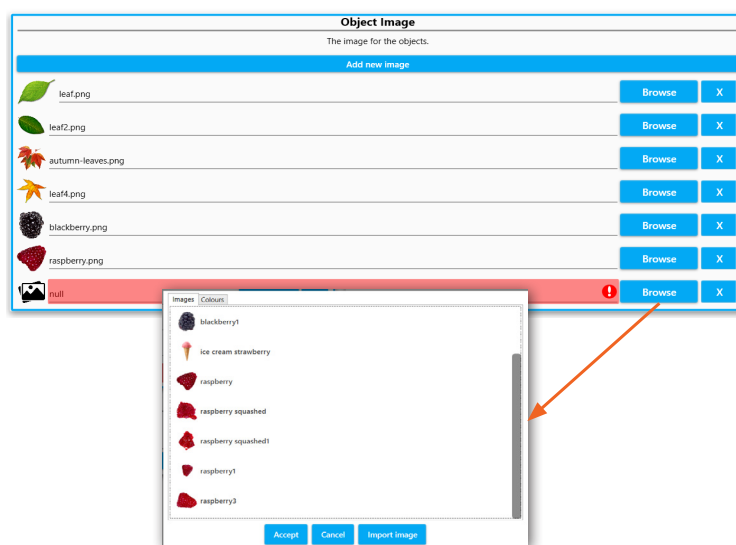 Object Image
The image for the objects.
Add new image
leaf.png Browse X
leaf2.png Browse X
autumn-leaves.png Browse X
leaf4.png Browse X
blackberry.png Browse X
raspberry.png Browse X
null Browse X
Images Colours
blackberry1
ice cream strawberry
raspberry
raspberry squashed
raspberry squashed1
raspberry1
raspberry3
Accept Cancel Import image